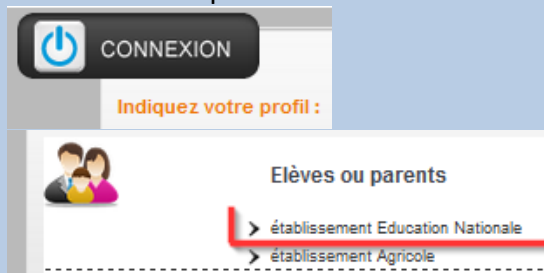 CONNEXION
Indiquez votre profil :
Elèves ou parents
établissement Education Nationale
établissement Agricole